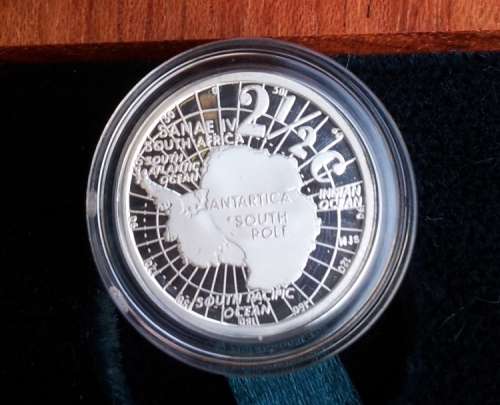 2½c
SANAE IV
SOUTH AFRICA
SOUTH
ATLANTIC
OCEAN
INDIAN
OCEAN
ANTARTICA
SOUTH
POLE
SOUTH PACIFIC
OCEAN